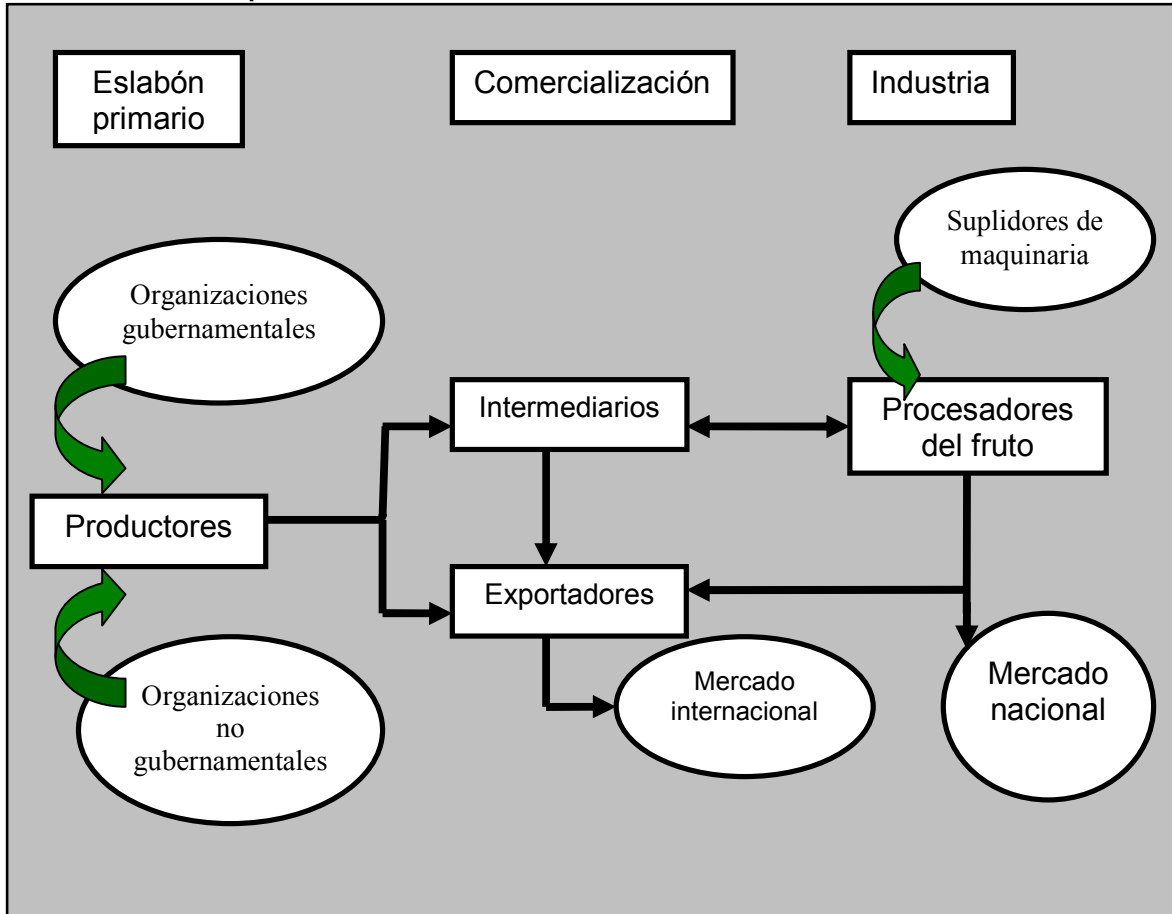 Eslabón
primario
Comercialización
Industria
Suplidores de
maquinaria
Organizaciones
gubernamentales
Intermediarios
Procesadores
del fruto
Productores
Exportadores
Organizaciones
no
gubernamentales
Mercado
internacional
Mercado
nacional